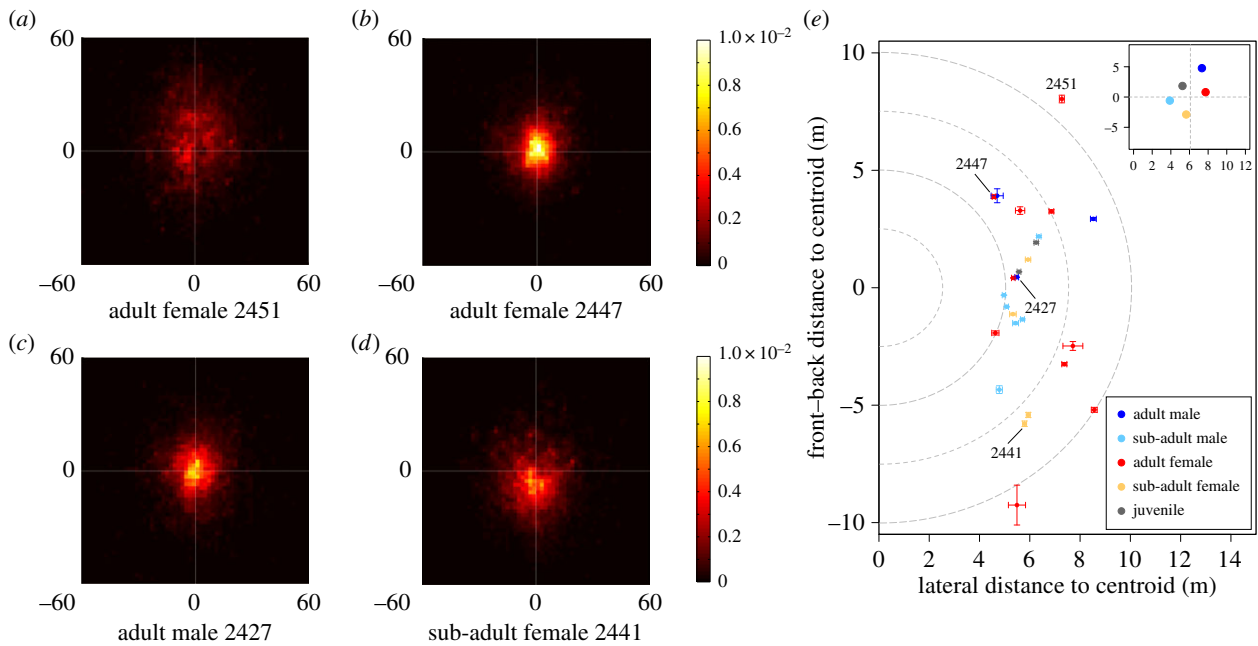 (a)
60
0
–60
0
60
adult female 2451
(b)
60
0
0
60
adult female 2447
1.0 × 10⁻²
0.8
0.6
0.4
0.2
0
(c)
60
0
–60
0
60
adult male 2427
(d)
60
0
–60
0
60
sub-adult female 2441
1.0 × 10⁻²
0.8
0.6
0.4
0.2
0
(e)
front–back distance to centroid (m)
10
5
0
–5
–10
0
2
4
6
8
10
12
14
lateral distance to centroid (m)
2451
2447
2427
2441
5
0
–5
0 2 4 6 8 10 12
adult male
sub-adult male
adult female
sub-adult female
juvenile